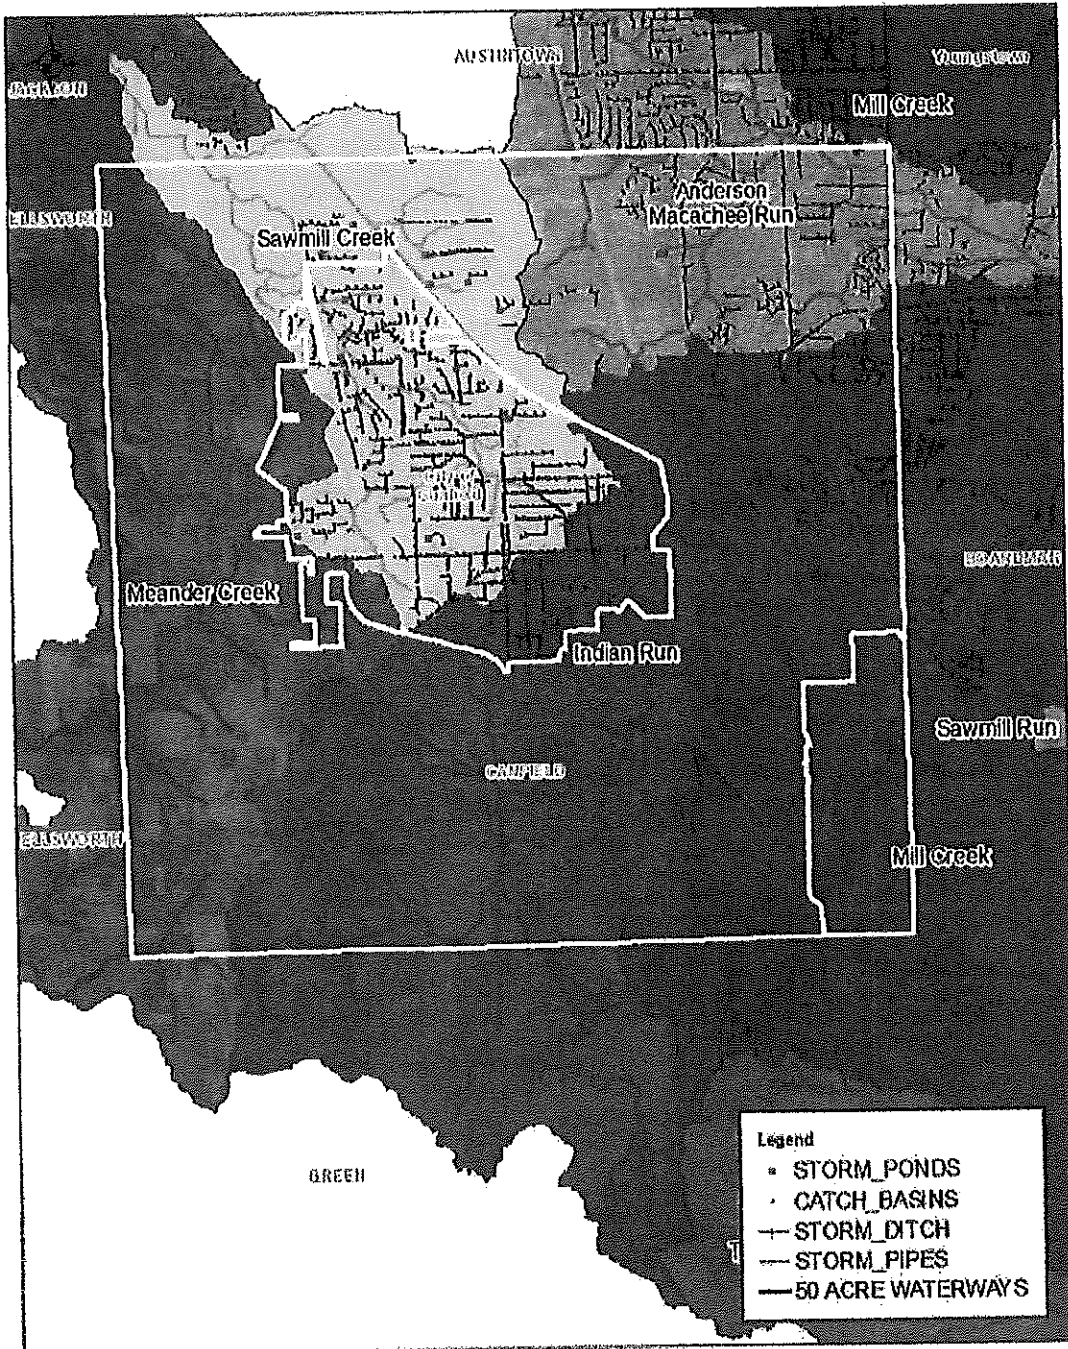 AUSTINTOWN
Youngstown
JACKSON
Mill Creek
Anderson
Macachee Run
ELLSWORTH
Sawmill Creek
BOARDMAN
Meander Creek
Indian Run
Sawmill Run
CANFIELD
ELLSWORTH
Mill Creek
GREEN
Legend
STORM_PONDS
CATCH_BASINS
STORM_DITCH
STORM_PIPES
50 ACRE WATERWAYS